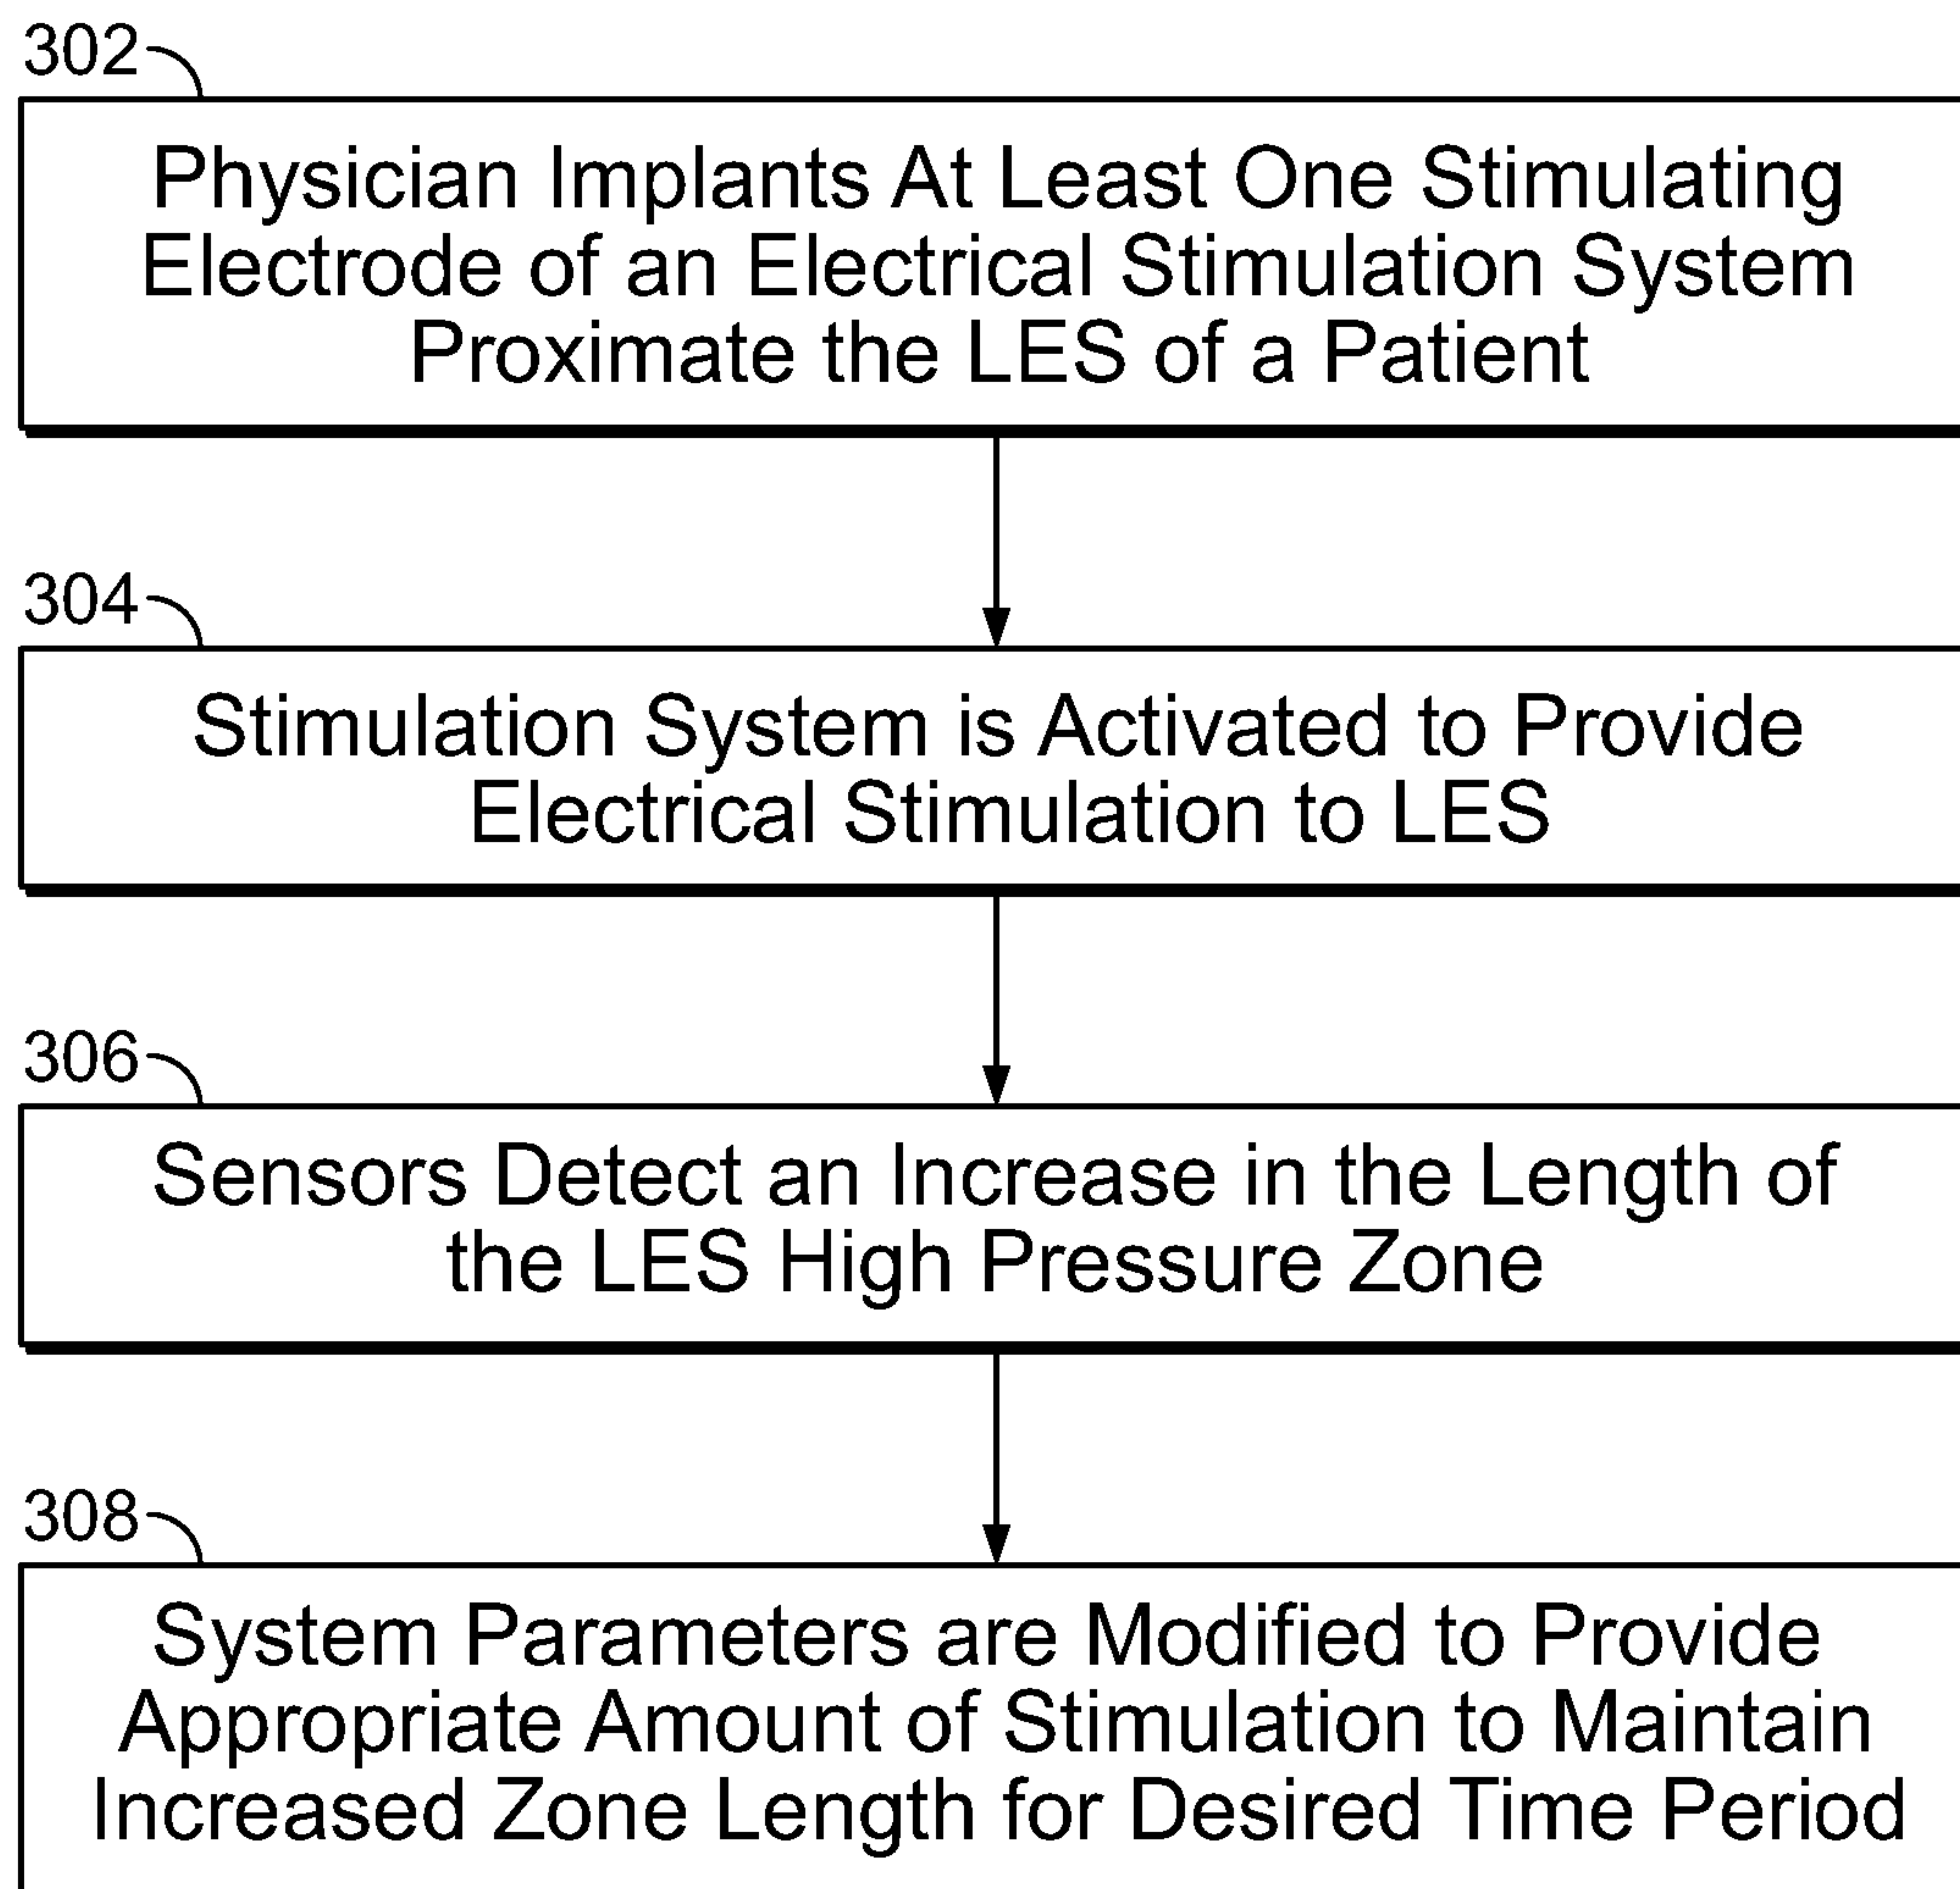 302
Physician Implants At Least One Stimulating
Electrode of an Electrical Stimulation System
Proximate the LES of a Patient
304
Stimulation System is Activated to Provide
Electrical Stimulation to LES
306
Sensors Detect an Increase in the Length of
the LES High Pressure Zone
308
System Parameters are Modified to Provide
Appropriate Amount of Stimulation to Maintain
Increased Zone Length for Desired Time Period